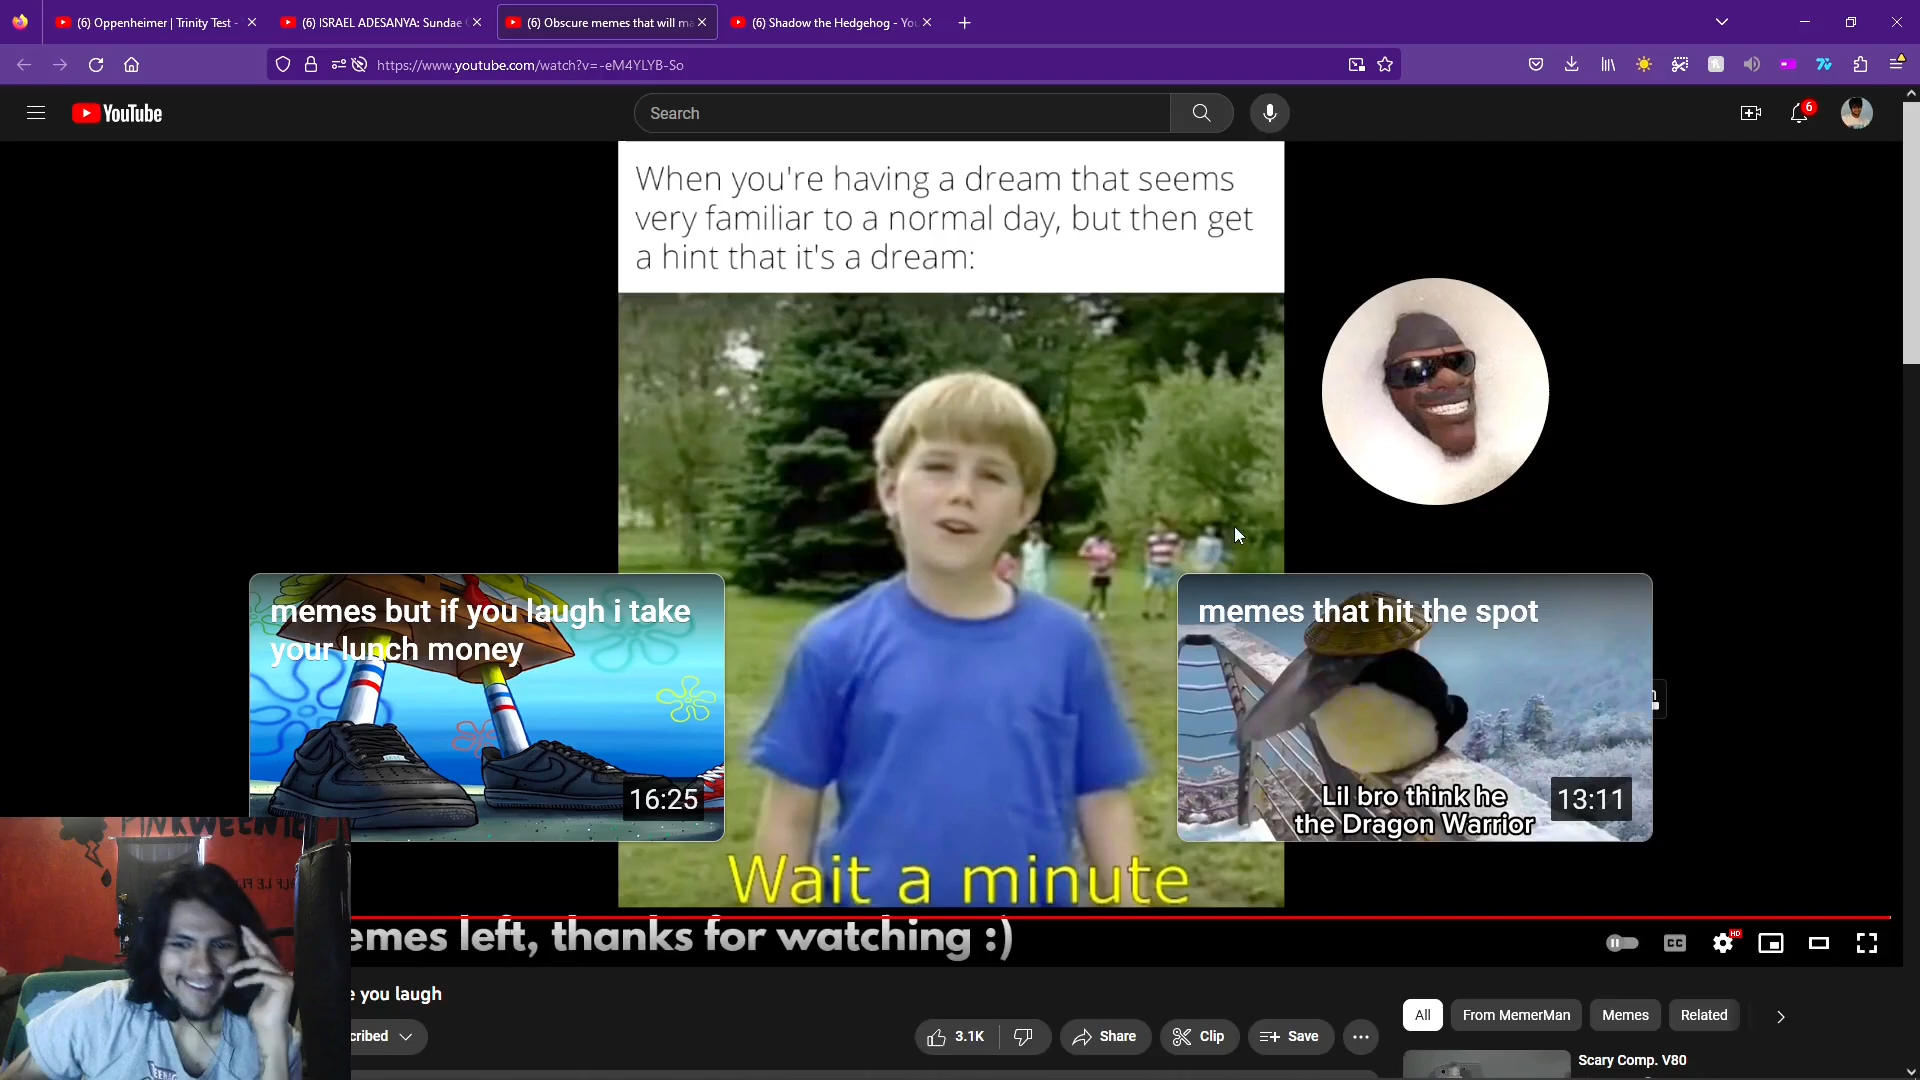 (6) Oppenheimer | Trinity Test -
(6) ISRAEL ADESANYA: Sundae
(6) Obscure memes that will ma
(6) Shadow the Hedgehog - You
https://www.youtube.com/watch?v=-eM4YLYB-So
YouTube
Search
6
When you're having a dream that seems
very familiar to a normal day, but then get
a hint that it's a dream:
memes but if you laugh i take
your lunch money
16:25
memes that hit the spot
Lil bro think he
the Dragon Warrior
13:11
Wait a minute
emes left, thanks for watching :)
CC
HD
e you laugh
cribed
3.1K
Share
Clip
Save
All
From MemerMan
Memes
Related
Scary Comp. V80